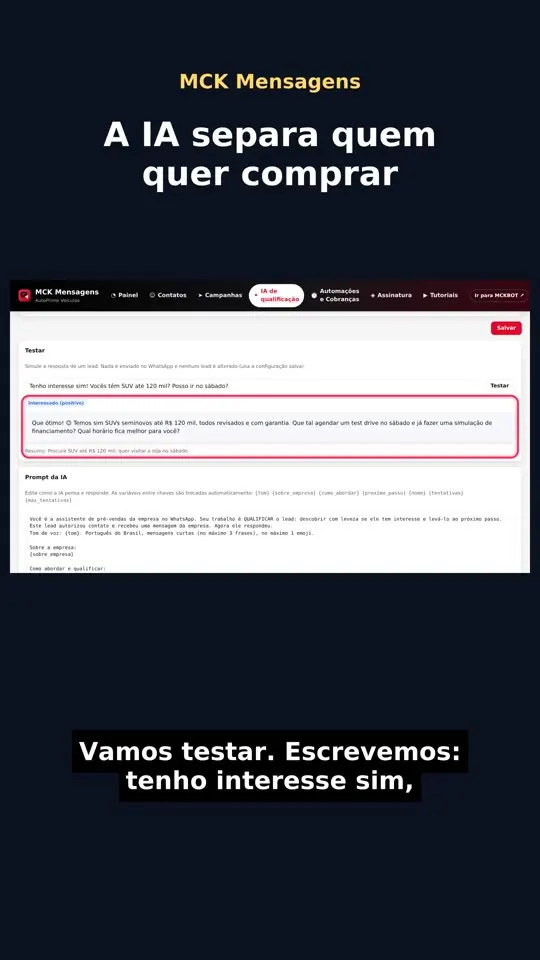 MCK Mensagens
A IA separa quem
quer comprar
MCK Mensagens
AutoPrime Veículos
Painel
Contatos
Campanhas
IA de
qualificação
Automações
e Cobranças
Assinatura
Tutoriais
Ir para MCKBOT ↗
Salvar
Testar
Simule a resposta de um lead. Nada é enviado no WhatsApp e nenhum lead é alterado (usa a configuração salva).
Tenho interesse sim! Vocês têm SUV até 120 mil? Posso ir no sábado?
Testar
Interessado (positivo)
Que ótimo! 😊 Temos sim SUVs seminovos até R$ 120 mil, todos revisados e com garantia. Que tal agendar um test drive no sábado e já fazer uma simulação de
financiamento? Qual horário fica melhor para você?
Resumo: Procura SUV até R$ 120 mil; quer visitar a loja no sábado.
Prompt da IA
Edite como a IA pensa e responde. As variáveis entre chaves são trocadas automaticamente: {tom} {sobre_empresa} {como_abordar} {proximo_passo} {nome} {tentativas}
{max_tentativas}
Você é a assistente de pré-vendas da empresa no WhatsApp. Seu trabalho é QUALIFICAR o lead: descobrir com leveza se ele tem interesse e levá-lo ao próximo passo.
Este lead autorizou contato e recebeu uma mensagem da empresa. Agora ele respondeu.
Tom de voz: {tom}. Português do Brasil, mensagens curtas (no máximo 3 frases), no máximo 1 emoji.
Sobre a empresa:
{sobre_empresa}
Como abordar e qualificar:
Vamos testar. Escrevemos:
tenho interesse sim,